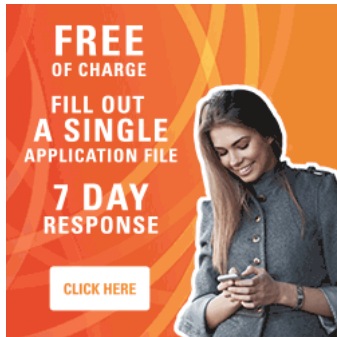 FREE
OF CHARGE
FILL OUT
A SINGLE
APPLICATION FILE
7 DAY
RESPONSE
CLICK HERE